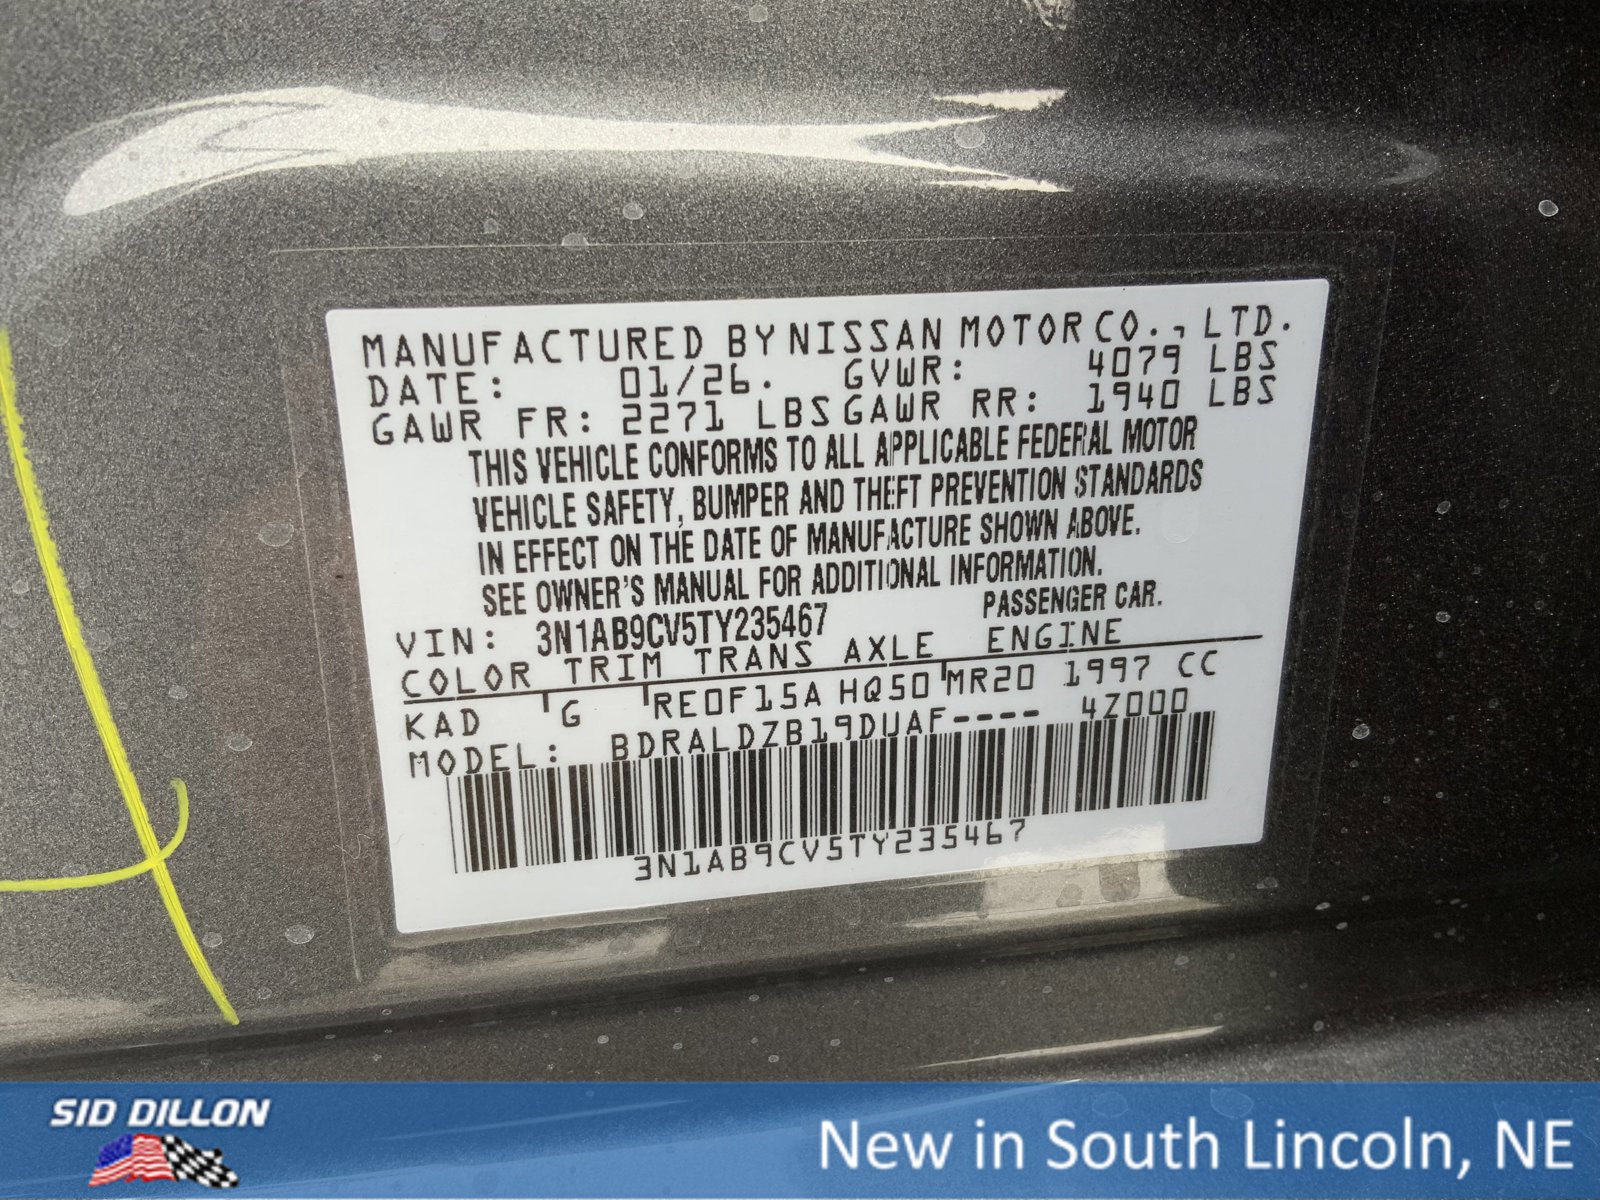 MANUFACTURED BY NISSAN MOTOR CO., LTD.
DATE: 01/26. GVWR: 4079 LBS
GAWR FR: 2271 LBS GAWR RR: 1940 LBS
THIS VEHICLE CONFORMS TO ALL APPLICABLE FEDERAL MOTOR
VEHICLE SAFETY, BUMPER AND THEFT PREVENTION STANDARDS
IN EFFECT ON THE DATE OF MANUFACTURE SHOWN ABOVE.
SEE OWNER'S MANUAL FOR ADDITIONAL INFORMATION.
VIN: 3N1AB9CV5TY235467 PASSENGER CAR.
COLOR TRIM TRANS AXLE ENGINE
KAD G RE0F15A HQ50 MR20 1997 CC
MODEL: BDRALDZB19DUAF---- 4Z000
3N1AB9CV5TY235467
SID DILLON
New in South Lincoln, NE